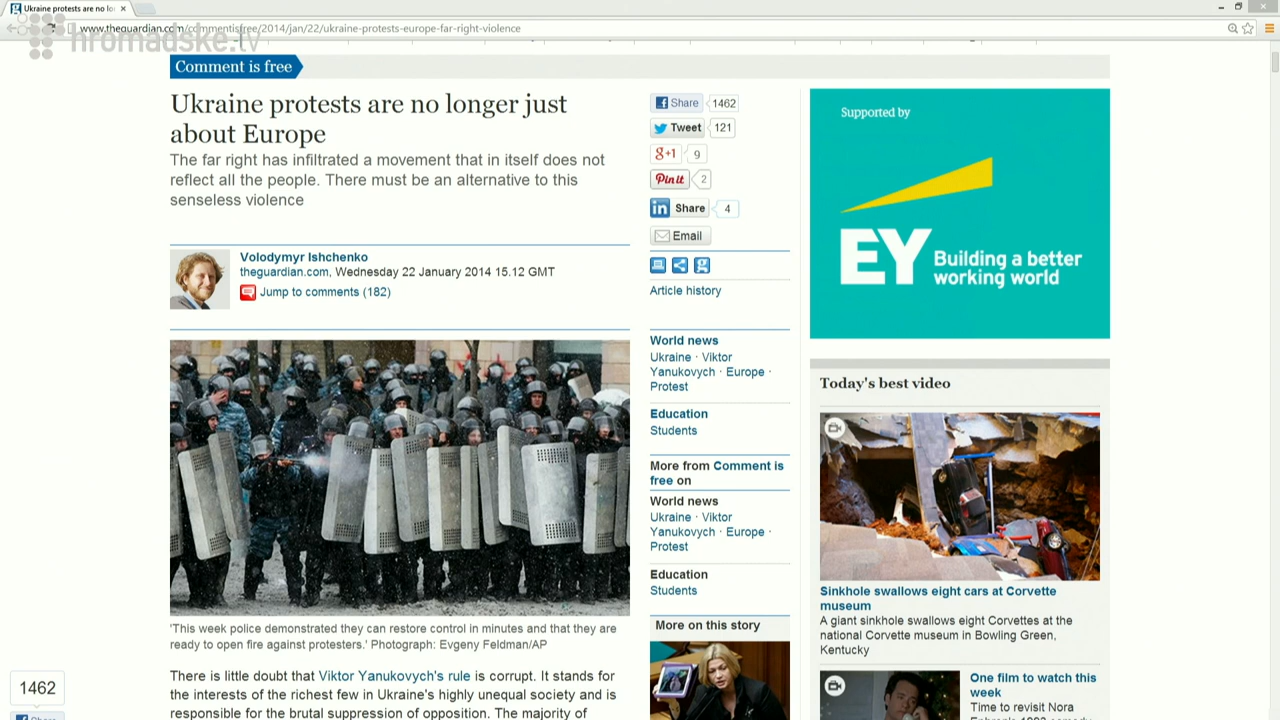 Ukraine protests are no lo
www.theguardian.com/commentisfree/2014/jan/22/ukraine-protests-europe-far-right-violence
hromadske.tv
Comment is free
Ukraine protests are no longer just
about Europe
The far right has infiltrated a movement that in itself does not
reflect all the people. There must be an alternative to this
senseless violence
Volodymyr Ishchenko
theguardian.com, Wednesday 22 January 2014 15.12 GMT
Jump to comments (182)
'This week police demonstrated they can restore control in minutes and that they are
ready to open fire against protesters.' Photograph: Evgeny Feldman/AP
There is little doubt that Viktor Yanukovych's rule is corrupt. It stands for
the interests of the richest few in Ukraine's highly unequal society and is
responsible for the brutal suppression of opposition. The majority of
1462
Share
Share 1462
Tweet 121
g+1 9
Pin it 2
in Share 4
Email
Article history
World news
Ukraine · Viktor
Yanukovych · Europe ·
Protest
Education
Students
More from Comment is
free on
World news
Ukraine · Viktor
Yanukovych · Europe ·
Protest
Education
Students
More on this story
Supported by
EY Building a better
working world
Today's best video
Sinkhole swallows eight cars at Corvette
museum
A giant sinkhole swallows eight Corvettes at the
national Corvette museum in Bowling Green,
Kentucky
One film to watch this
week
Time to revisit Nora